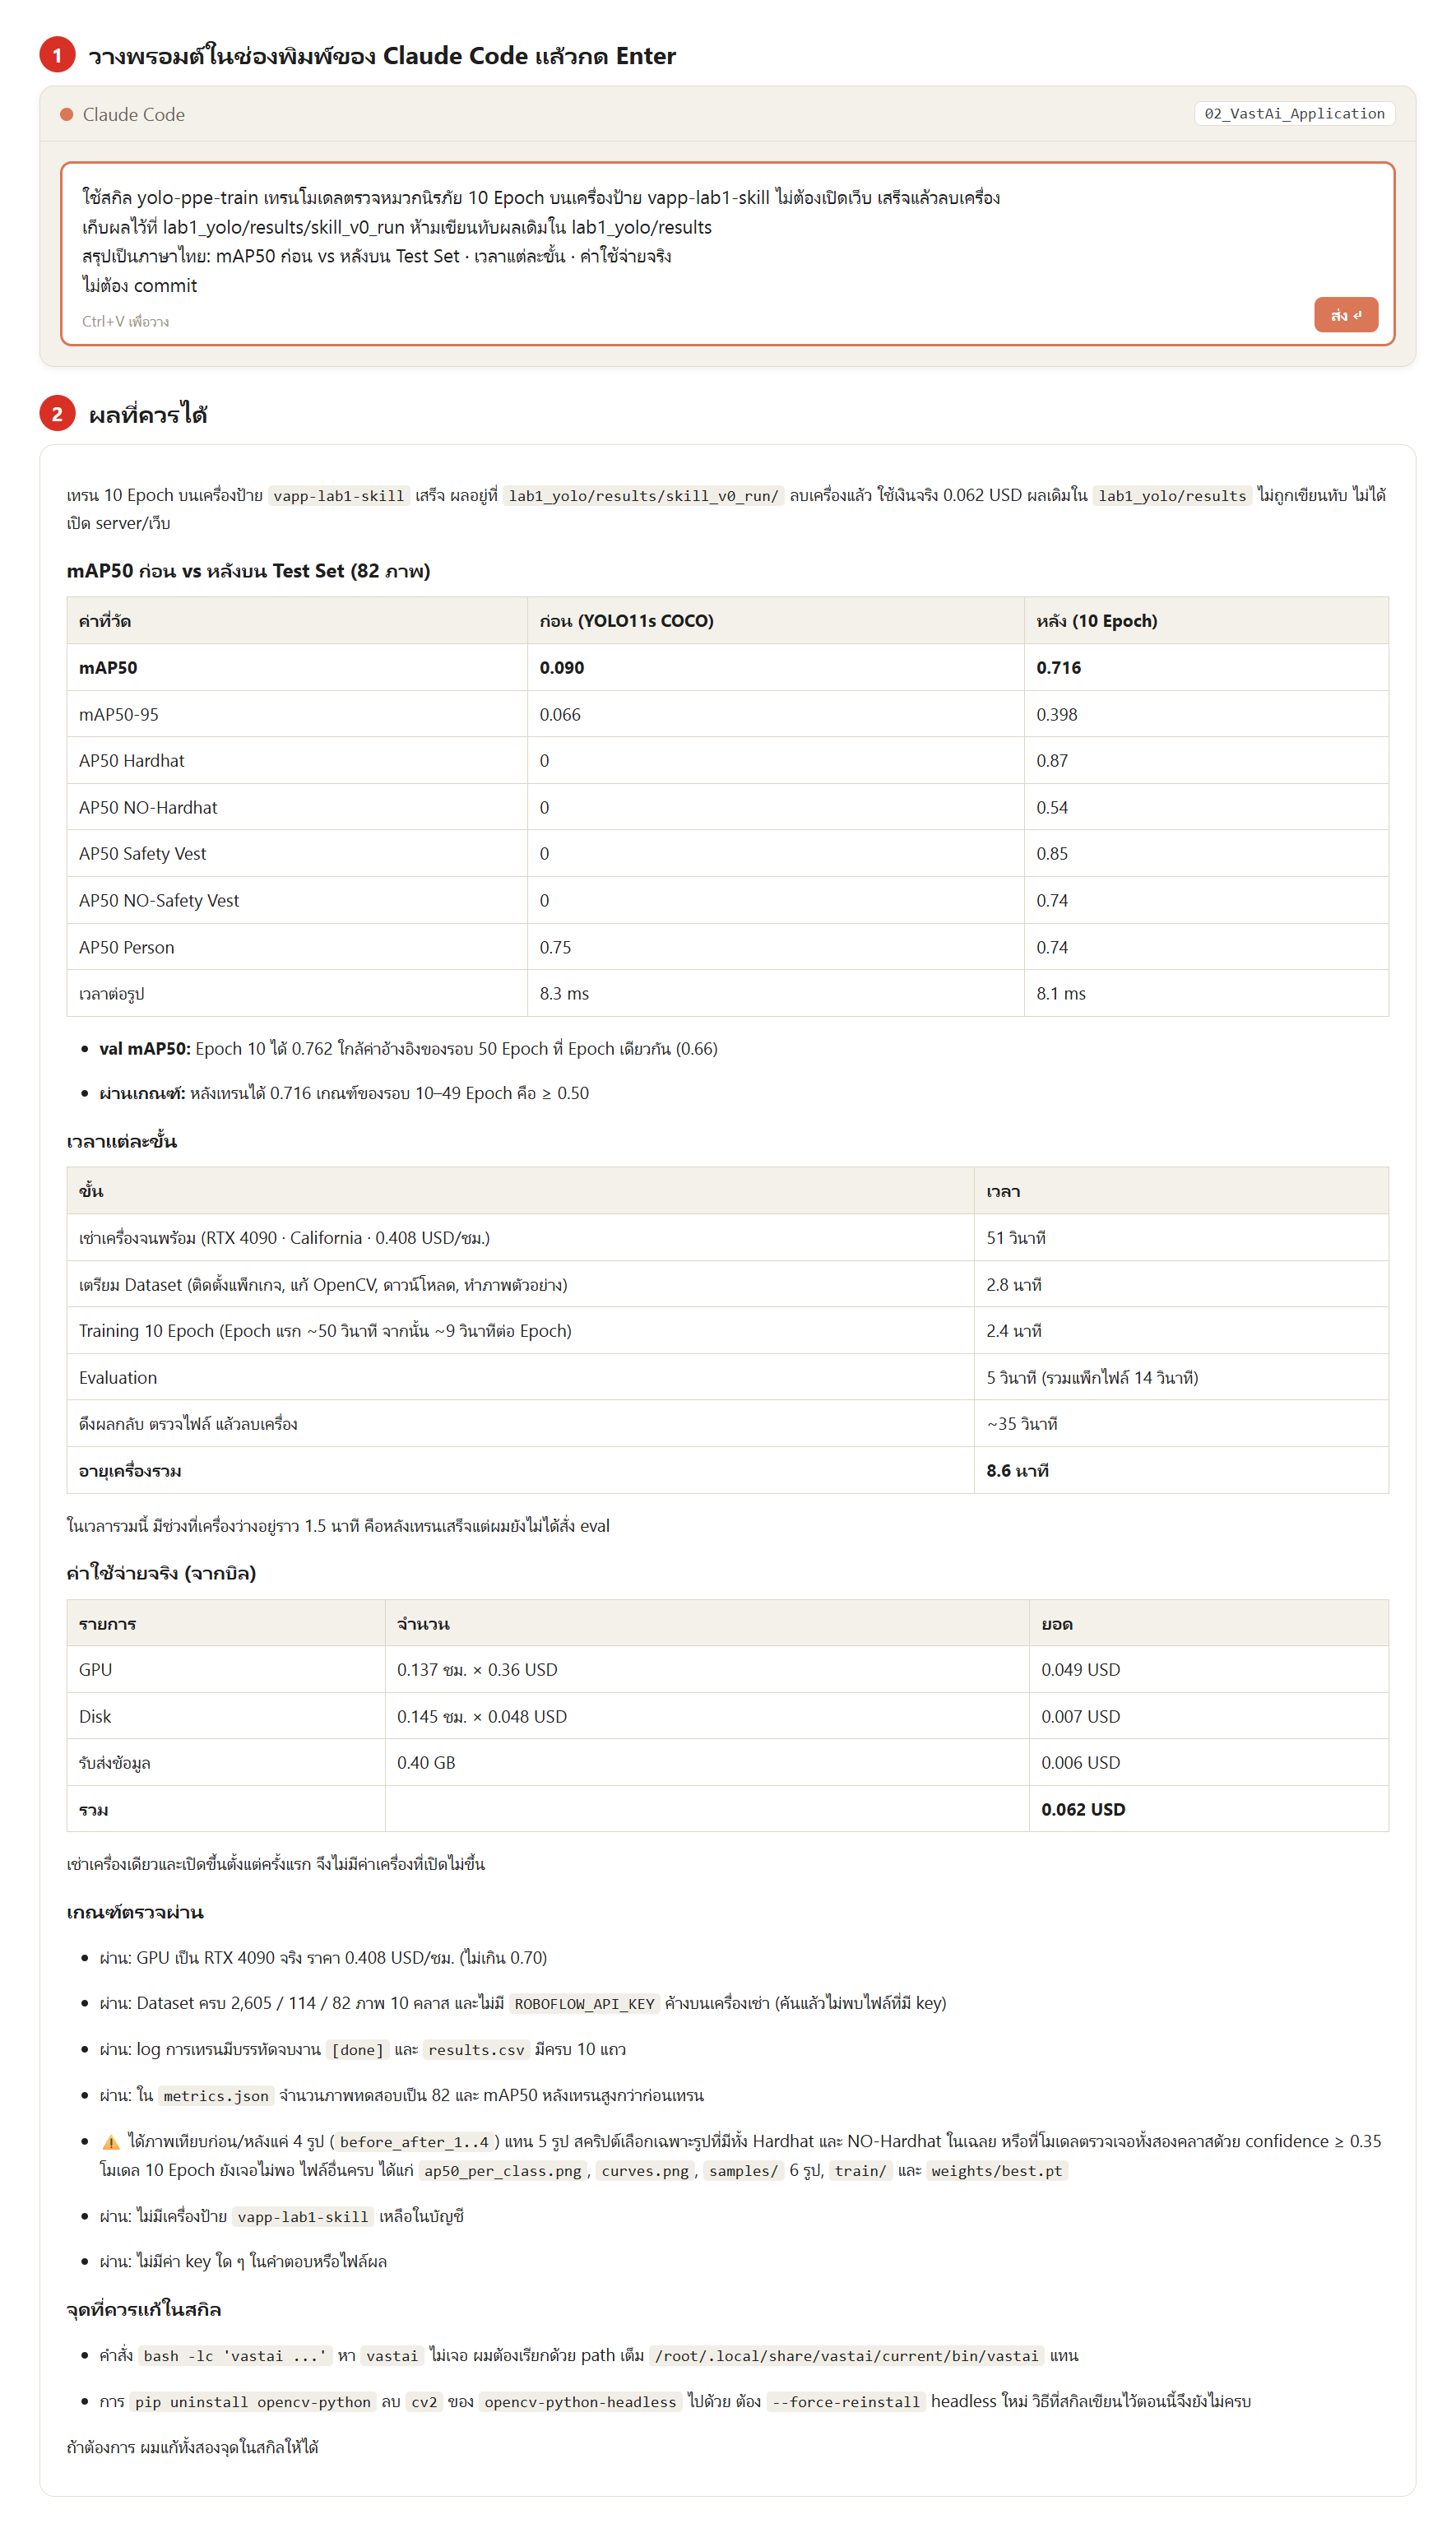 1 วางพรอมต์ในช่องพิมพ์ของ Claude Code แล้วกด Enter
Claude Code
02_VastAi_Application
ใช้สกิล yolo-ppe-train เทรนโมเดลตรวจหมวกนิรภัย 10 Epoch บนเครื่องป้าย vapp-lab1-skill ไม่ต้องเปิดเว็บ เสร็จแล้วลบเครื่อง
เก็บผลไว้ที่ lab1_yolo/results/skill_v0_run ห้ามเขียนทับผลเดิมใน lab1_yolo/results
สรุปเป็นภาษาไทย: mAP50 ก่อน vs หลังบน Test Set · เวลาแต่ละขั้น · ค่าใช้จ่ายจริง
ไม่ต้อง commit
Ctrl+V เพื่อวาง
ส่ง ↵
2 ผลที่ควรได้
เทรน 10 Epoch บนเครื่องป้าย vapp-lab1-skill เสร็จ ผลอยู่ที่ lab1_yolo/results/skill_v0_run/ ลบเครื่องแล้ว ใช้เงินจริง 0.062 USD ผลเดิมใน lab1_yolo/results ไม่ถูกเขียนทับ ไม่ได้
เปิด server/เว็บ
mAP50 ก่อน vs หลังบน Test Set (82 ภาพ)
ค่าที่วัด ก่อน (YOLO11s COCO) หลัง (10 Epoch)
mAP50 0.090 0.716
mAP50-95 0.066 0.398
AP50 Hardhat 0 0.87
AP50 NO-Hardhat 0 0.54
AP50 Safety Vest 0 0.85
AP50 NO-Safety Vest 0 0.74
AP50 Person 0.75 0.74
เวลาต่อรูป 8.3 ms 8.1 ms
• val mAP50: Epoch 10 ได้ 0.762 ใกล้ค่าอ้างอิงของรอบ 50 Epoch ที่ Epoch เดียวกัน (0.66)
• ผ่านเกณฑ์: หลังเทรนได้ 0.716 เกณฑ์ของรอบ 10–49 Epoch คือ ≥ 0.50
เวลาแต่ละขั้น
ขั้น เวลา
เช่าเครื่องจนพร้อม (RTX 4090 · California · 0.408 USD/ชม.) 51 วินาที
เตรียม Dataset (ติดตั้งแพ็กเกจ, แก้ OpenCV, ดาวน์โหลด, ทำภาพตัวอย่าง) 2.8 นาที
Training 10 Epoch (Epoch แรก ~50 วินาที จากนั้น ~9 วินาทีต่อ Epoch) 2.4 นาที
Evaluation 5 วินาที (รวมแพ็กไฟล์ 14 วินาที)
ดึงผลกลับ ตรวจไฟล์ แล้วลบเครื่อง ~35 วินาที
อายุเครื่องรวม 8.6 นาที
ในเวลารวมนี้ มีช่วงที่เครื่องว่างอยู่ราว 1.5 นาที คือหลังเทรนเสร็จแต่ผมยังไม่ได้สั่ง eval
ค่าใช้จ่ายจริง (จากบิล)
รายการ จำนวน ยอด
GPU 0.137 ชม. × 0.36 USD 0.049 USD
Disk 0.145 ชม. × 0.048 USD 0.007 USD
รับส่งข้อมูล 0.40 GB 0.006 USD
รวม 0.062 USD
เช่าเครื่องเดียวและเปิดขึ้นตั้งแต่ครั้งแรก จึงไม่มีค่าเครื่องที่เปิดไม่ขึ้น
เกณฑ์ตรวจผ่าน
• ผ่าน: GPU เป็น RTX 4090 จริง ราคา 0.408 USD/ชม. (ไม่เกิน 0.70)
• ผ่าน: Dataset ครบ 2,605 / 114 / 82 ภาพ 10 คลาส และไม่มี ROBOFLOW_API_KEY ค้างบนเครื่องเช่า (ค้นแล้วไม่พบไฟล์ที่มี key)
• ผ่าน: log การเทรนมีบรรทัดจบงาน [done] และ results.csv มีครบ 10 แถว
• ผ่าน: ใน metrics.json จำนวนภาพทดสอบเป็น 82 และ mAP50 หลังเทรนสูงกว่าก่อนเทรน
• ⚠️ ได้ภาพเทียบก่อน/หลังแค่ 4 รูป (before_after_1..4) แทน 5 รูป สคริปต์เลือกเฉพาะรูปที่มีทั้ง Hardhat และ NO-Hardhat ในเฉลย หรือที่โมเดลตรวจเจอทั้งสองคลาสด้วย confidence ≥ 0.35
โมเดล 10 Epoch ยังเจอไม่พอ ไฟล์อื่นครบ ได้แก่ ap50_per_class.png, curves.png, samples/ 6 รูป, train/ และ weights/best.pt
• ผ่าน: ไม่มีเครื่องป้าย vapp-lab1-skill เหลือในบัญชี
• ผ่าน: ไม่มีค่า key ใด ๆ ในคำตอบหรือไฟล์ผล
จุดที่ควรแก้ในสกิล
• คำสั่ง bash -lc 'vastai ...' หา vastai ไม่เจอ ผมต้องเรียกด้วย path เต็ม /root/.local/share/vastai/current/bin/vastai แทน
• การ pip uninstall opencv-python ลบ cv2 ของ opencv-python-headless ไปด้วย ต้อง --force-reinstall headless ใหม่ วิธีที่สกิลเขียนไว้ตอนนี้จึงยังไม่ครบ
ถ้าต้องการ ผมแก้ทั้งสองจุดในสกิลให้ได้